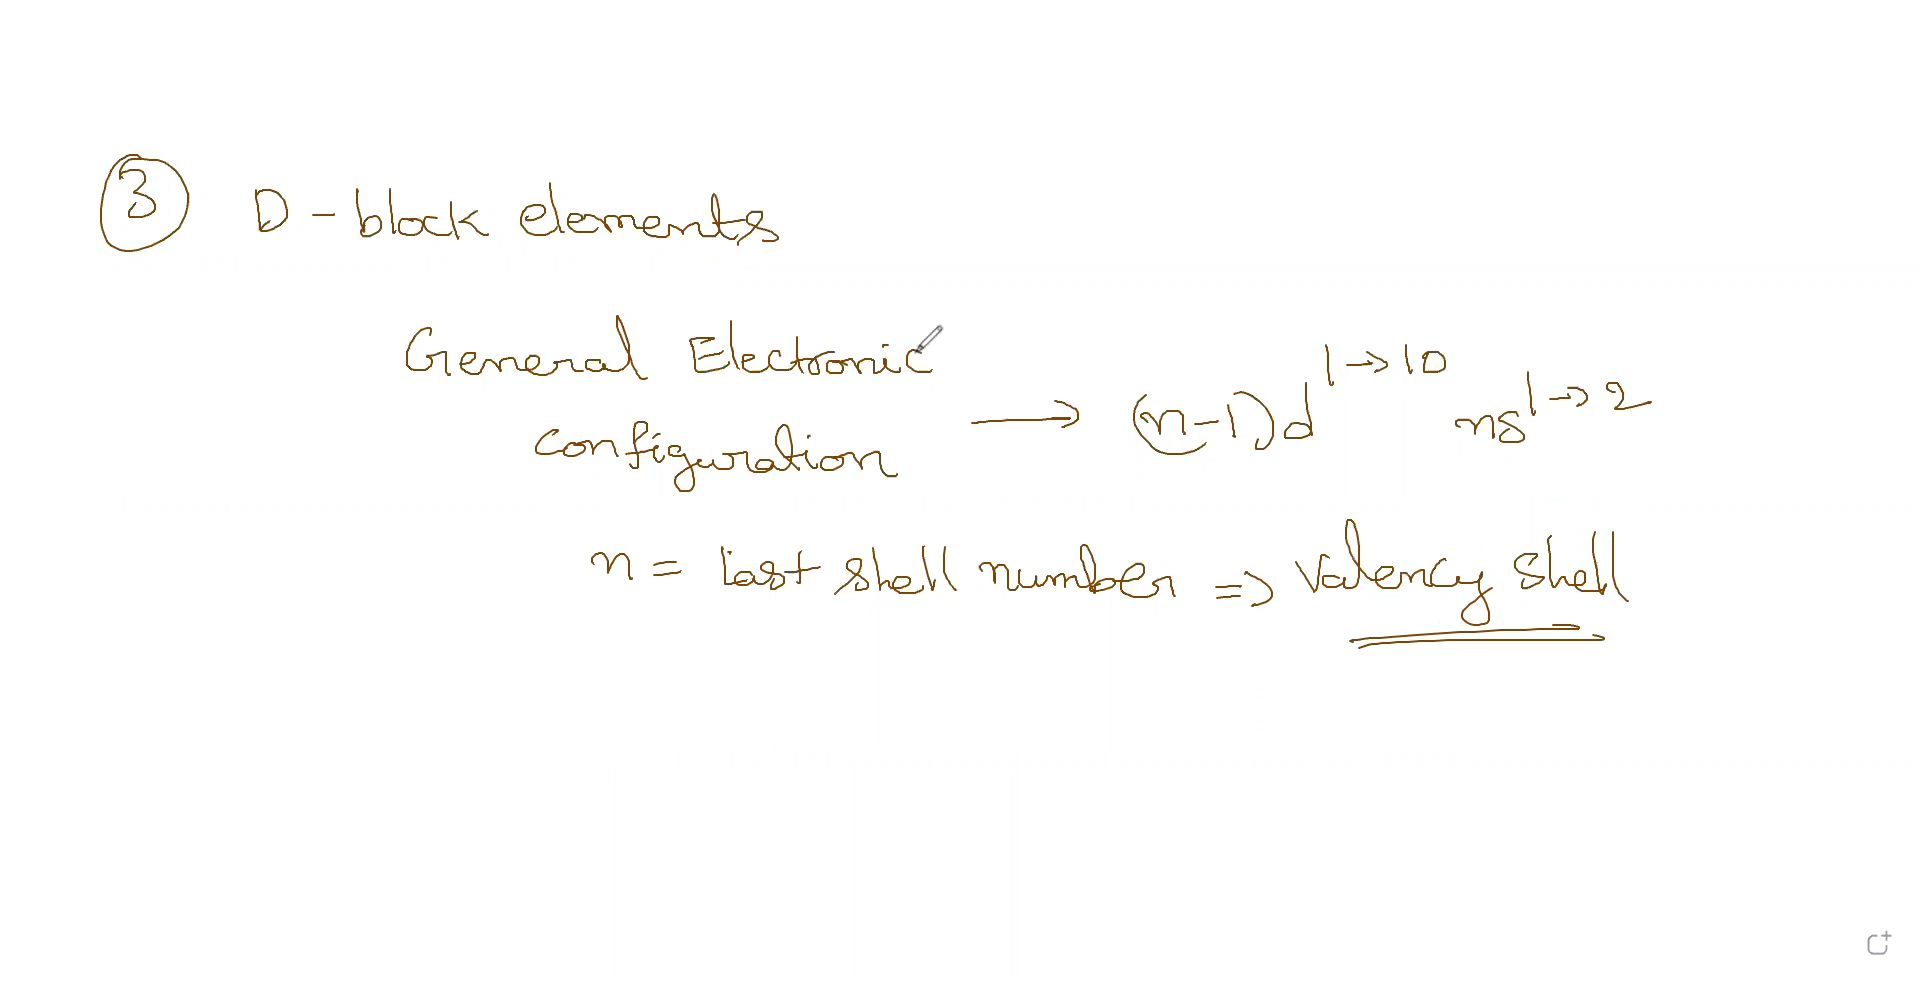 3 D-block elements
General Electronic
configuration → (n-1)d^1→10 ns^1→2
n = last shell number => valency shell